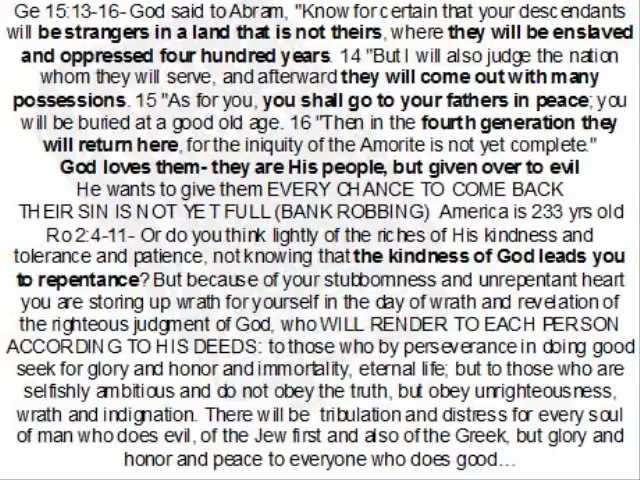 Ge 15:13-16- God said to Abram, "Know for certain that your descendants
will be strangers in a land that is not theirs, where they will be enslaved
and oppressed four hundred years. 14 "But I will also judge the nation
whom they will serve, and afterward they will come out with many
possessions. 15 "As for you, you shall go to your fathers in peace; you
will be buried at a good old age. 16 "Then in the fourth generation they
will return here, for the iniquity of the Amorite is not yet complete."
God loves them- they are His people, but given over to evil
He wants to give them EVERY CHANCE TO COME BACK
THEIR SIN IS NOT YET FULL (BANK ROBBING) America is 233 yrs old
Ro 2:4-11- Or do you think lightly of the riches of His kindness and
tolerance and patience, not knowing that the kindness of God leads you
to repentance? But because of your stubbornness and unrepentant heart
you are storing up wrath for yourself in the day of wrath and revelation of
the righteous judgment of God, who WILL RENDER TO EACH PERSON
ACCORDING TO HIS DEEDS: to those who by perseverance in doing good
seek for glory and honor and immortality, eternal life; but to those who are
selfishly ambitious and do not obey the truth, but obey unrighteousness,
wrath and indignation. There will be tribulation and distress for every soul
of man who does evil, of the Jew first and also of the Greek, but glory and
honor and peace to everyone who does good...